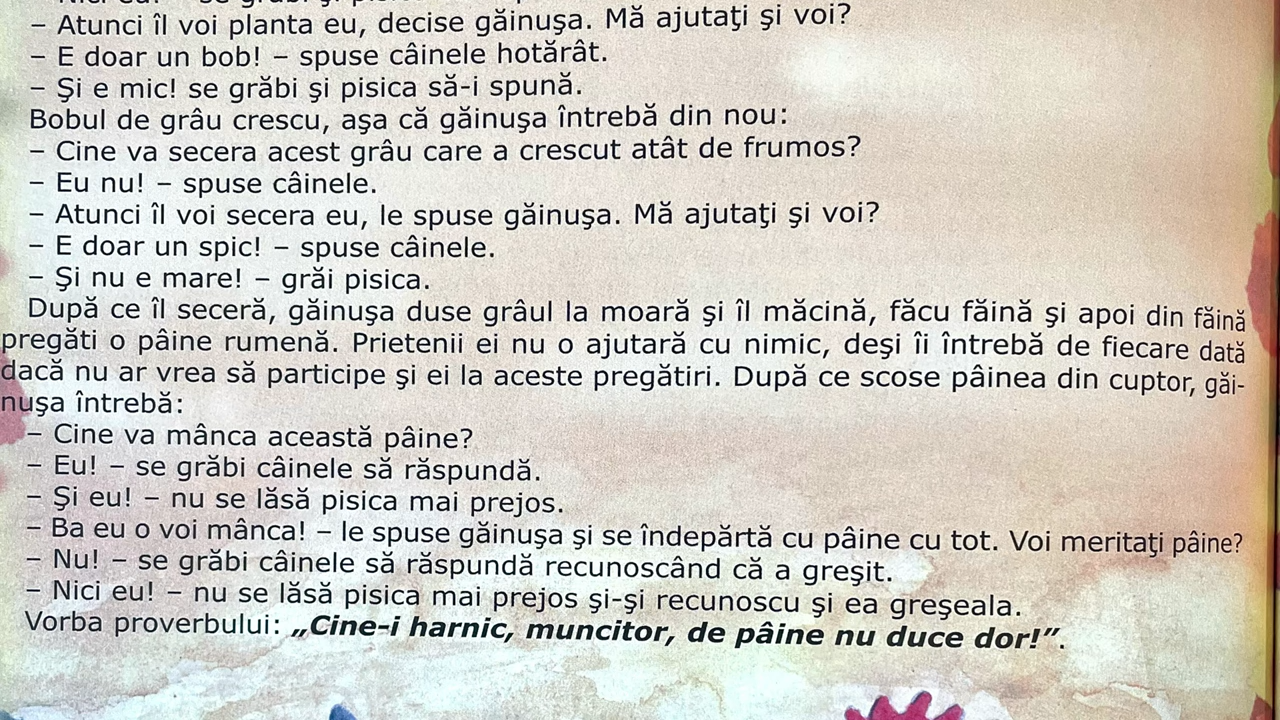 – Atunci îl voi planta eu, decise găinuşa. Mă ajutaţi şi voi?
– E doar un bob! – spuse câinele hotărât.
– Şi e mic! se grăbi şi pisica să-i spună.
Bobul de grâu crescu, aşa că găinuşa întrebă din nou:
– Cine va secera acest grâu care a crescut atât de frumos?
– Eu nu! – spuse câinele.
– Atunci îl voi secera eu, le spuse găinuşa. Mă ajutaţi şi voi?
– E doar un spic! – spuse câinele.
– Şi nu e mare! – grăi pisica.
După ce îl seceră, găinuşa duse grâul la moară şi îl măcină, făcu făină şi apoi din făină
pregăti o pâine rumenă. Prietenii ei nu o ajutară cu nimic, deşi îi întrebă de fiecare dată
dacă nu ar vrea să participe şi ei la aceste pregătiri. După ce scose pâinea din cuptor, găi-
nuşa întrebă:
– Cine va mânca această pâine?
– Eu! – se grăbi câinele să răspundă.
– Şi eu! – nu se lăsă pisica mai prejos.
– Ba eu o voi mânca! – le spuse găinuşa şi se îndepărtă cu pâine cu tot. Voi meritaţi pâine?
– Nu! – se grăbi câinele să răspundă recunoscând că a greşit.
– Nici eu! – nu se lăsă pisica mai prejos şi-şi recunoscu şi ea greşeala.
Vorba proverbului: „Cine-i harnic, muncitor, de pâine nu duce dor!”.